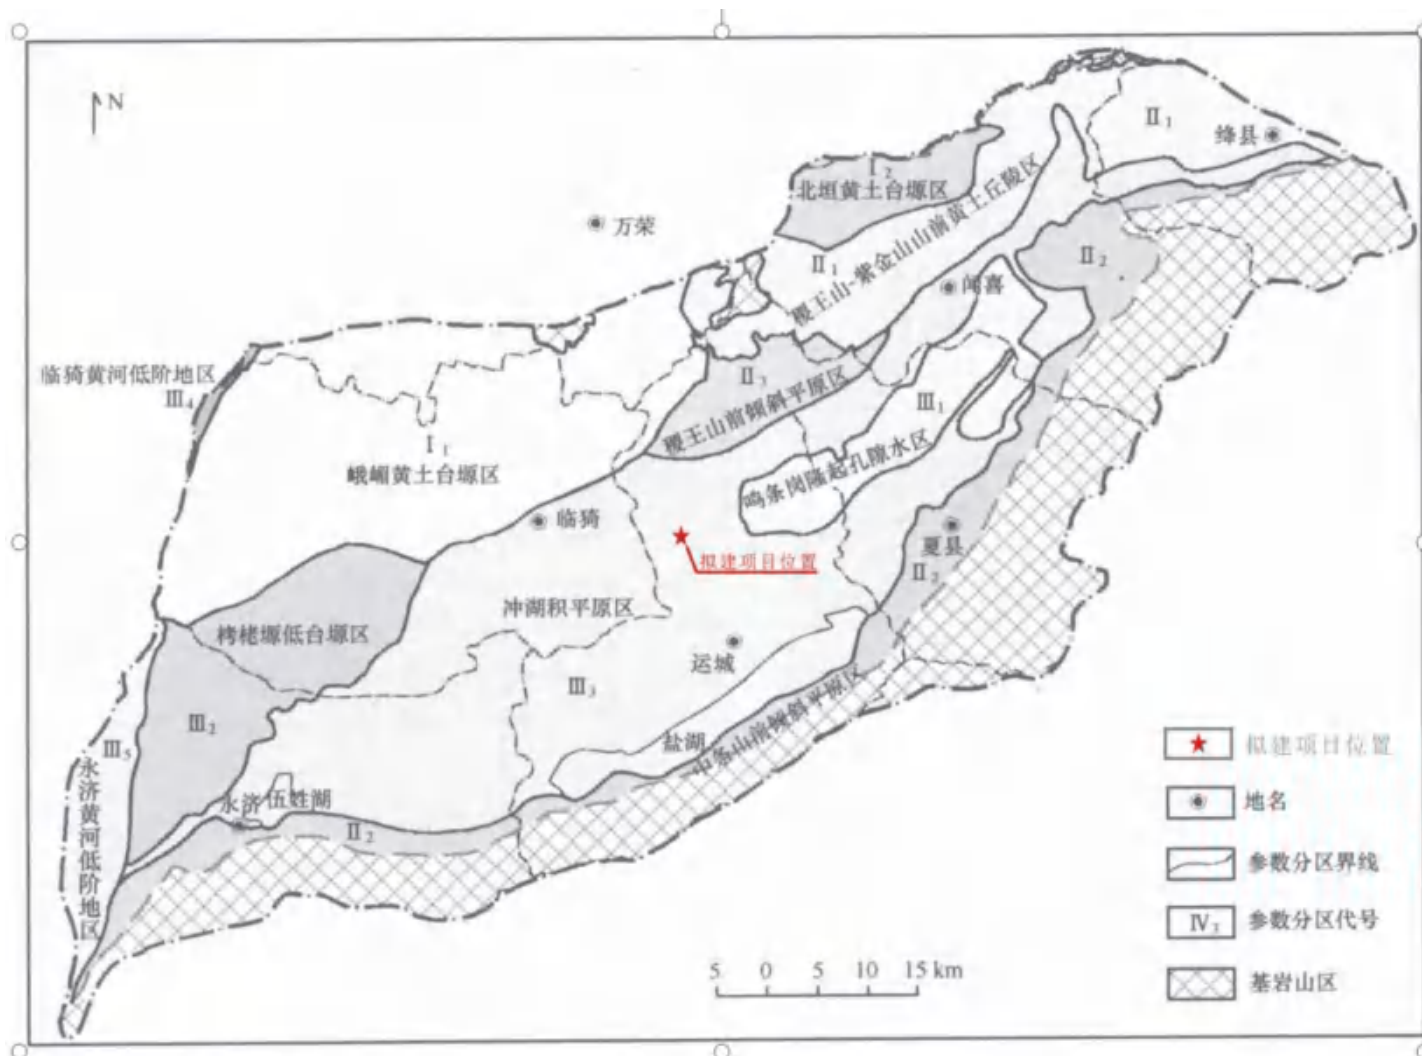 N
Ⅱ₁
绛县
Ⅰ₂
北垣黄土台塬区
万荣
Ⅱ₁
稷王山-紫金山山前黄土丘陵区
Ⅱ₂
闻喜
临猗黄河低阶地区
Ⅲ₄
Ⅱ₃
稷王山前倾斜平原区
Ⅲ₁
Ⅰ₁
峨嵋黄土台塬区
鸣条岗隆起孔隙水区
临猗
拟建项目位置
夏县
Ⅱ₂
冲湖积平原区
栲栳塬低台塬区
运城
Ⅲ₃
Ⅲ₂
盐湖
中条山前倾斜平原区
Ⅲ₅
永济黄河低阶地区
永济
伍姓湖
Ⅱ₂
5 0 5 10 15 km
拟建项目位置
地名
参数分区界线
Ⅳ₃ 参数分区代号
基岩山区